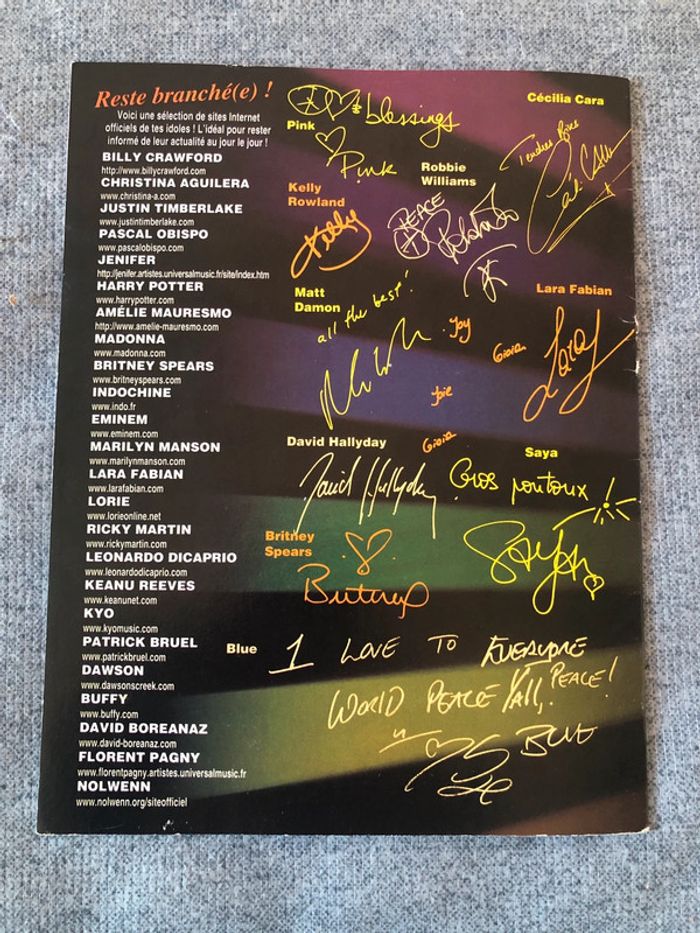 Reste branché(e) !
Voici une sélection de sites Internet
officiels de tes idoles ! L'idéal pour rester
informé de leur actualité au jour le jour !
BILLY CRAWFORD
http://www.billycrawford.com
CHRISTINA AGUILERA
www.christina-a.com
JUSTIN TIMBERLAKE
www.justintimberlake.com
PASCAL OBISPO
www.pascalobispo.com
JENIFER
http://jenifer.artistes.universalmusic.fr/site/index.htm
HARRY POTTER
www.harrypotter.com
AMÉLIE MAURESMO
http://www.amelie-mauresmo.com
MADONNA
www.madonna.com
BRITNEY SPEARS
www.britneyspears.com
INDOCHINE
www.indo.fr
EMINEM
www.eminem.com
MARILYN MANSON
www.marilynmanson.com
LARA FABIAN
www.larafabian.com
LORIE
www.lorieonline.net
RICKY MARTIN
www.rickymartin.com
LEONARDO DICAPRIO
www.leonardodicaprio.com
KEANU REEVES
www.keanunet.com
KYO
www.kyomusic.com
PATRICK BRUEL
www.patrickbruel.com
DAWSON
www.dawsonscreek.com
BUFFY
www.buffy.com
DAVID BOREANAZ
www.david-boreanaz.com
FLORENT PAGNY
www.florentpagny.artistes.universalmusic.fr
NOLWENN
www.nolwenn.org/siteofficiel
& blessings
Pink
Pink
Cécilia Cara
Robbie
Williams
PEACE
Kelly
Rowland
Kelly
Matt
Damon
all the best!
Lara Fabian
Joy
Gioia
Joie
Gioia
Lara
David Hallyday
David Hallyday
Saya
Gros poutoux
Saya
Britney
Spears
Britney
Blue
1 LOVE TO EVERYONE
WORLD PEACE Y'ALL, PEACE!
BLUE